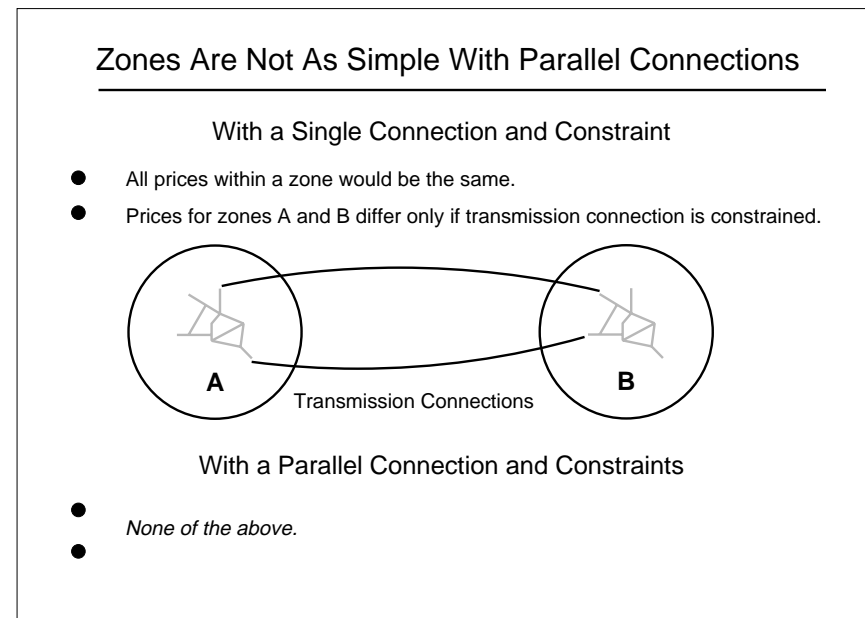 Zones Are Not As Simple With Parallel Connections
With a Single Connection and Constraint
All prices within a zone would be the same.
Prices for zones A and B differ only if transmission connection is constrained.
A
B
Transmission Connections
With a Parallel Connection and Constraints
None of the above.